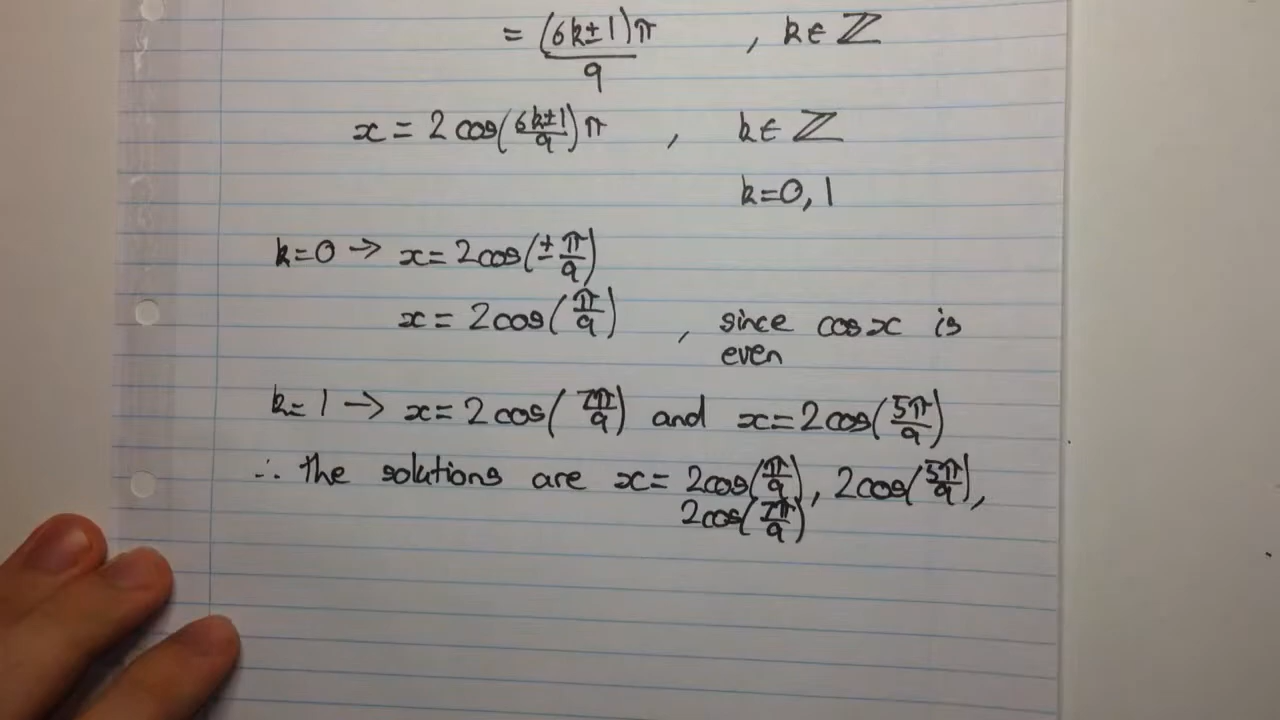 = (6k±1)π/9 , k∈ℤ
x = 2cos(6k±1/9)π , k∈ℤ
k=0,1
k=0 → x=2cos(±π/9)
x = 2cos(π/9) , since cosx is
even
k=1 → x=2cos(7π/9) and x=2cos(5π/9)
∴ the solutions are x= 2cos(π/9), 2cos(5π/9),
2cos(7π/9)